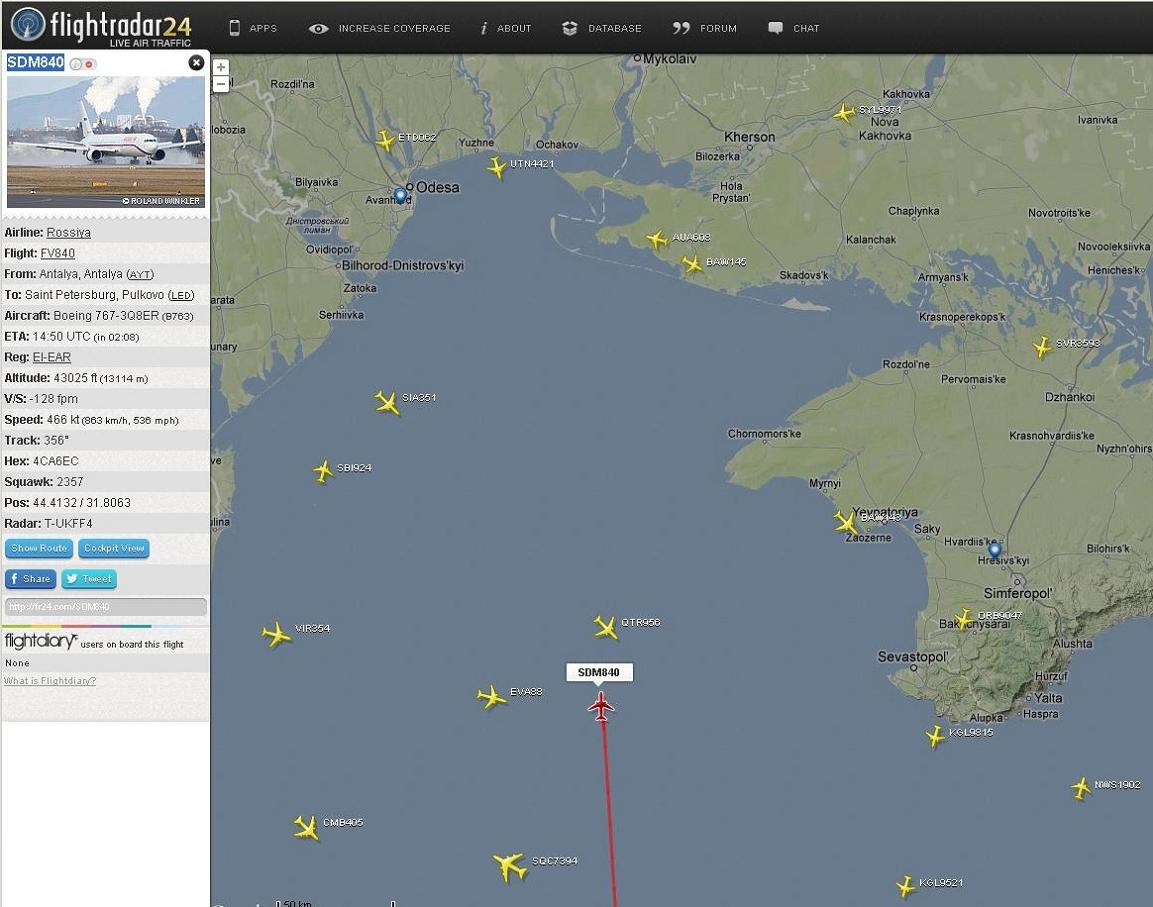 flightradar24
LIVE AIR TRAFFIC
APPS
INCREASE COVERAGE
ABOUT
DATABASE
FORUM
CHAT
SDM840
© ROLAND WINKLER
Airline: Rossiya
Flight: FV840
From: Antalya, Antalya (AYT)
To: Saint Petersburg, Pulkovo (LED)
Aircraft: Boeing 767-3Q8ER (B763)
ETA: 14:50 UTC (in 02:08)
Reg: EI-EAR
Altitude: 43025 ft (13114 m)
V/S: -128 fpm
Speed: 466 kt (863 km/h, 536 mph)
Track: 356°
Hex: 4CA6EC
Squawk: 2357
Pos: 44.4132 / 31.8063
Radar: T-UKFF4
Show Route
Cockpit View
Share
Tweet
http://fr24.com/SDM840
flightdiary users on board this flight
None
What is Flightdiary?
+
−
Mykolaiv
Rozdil'na
Kakhovka
SYL9971
Nova
Kakhovka
Ivanivka
lobozia
ETD062
Yuzhne
Ochakov
Kherson
Bilozerka
UTN4421
Bilyaivka
Odesa
Hola
Prystan'
Chaplynka
Novotroits'ke
Дністровський
лиман
Ovidiopol'
AUA603
Kalanchak
Novooleksiivka
Bilhorod-Dnistrovs'kyi
BAW145
Skadovs'k
Armyans'k
Heniches'k
Zatoka
arata
Serhiivka
Krasnoperekops'k
unary
SVR3593
Rozdol'ne
Pervomais'ke
SIA351
Dzhankoi
Chornomors'ke
Krasnohvardiis'ke
Nyzhn'ohirs
ve
SBI924
Myrnyi
Yevpatoriya
ulina
Saky
Zaozerne
Hvardiis'ke
Hresivs'kyi
Bilohirs'k
Simferopol'
VIR354
QTR956
ORB9047
Bakhchysarai
Alushta
Sevastopol'
SDM840
Hurzuf
EVA88
Yalta
Alupka
Haspra
KGL9815
NWS1902
CMB405
SQC7394
KGL9521
50 km